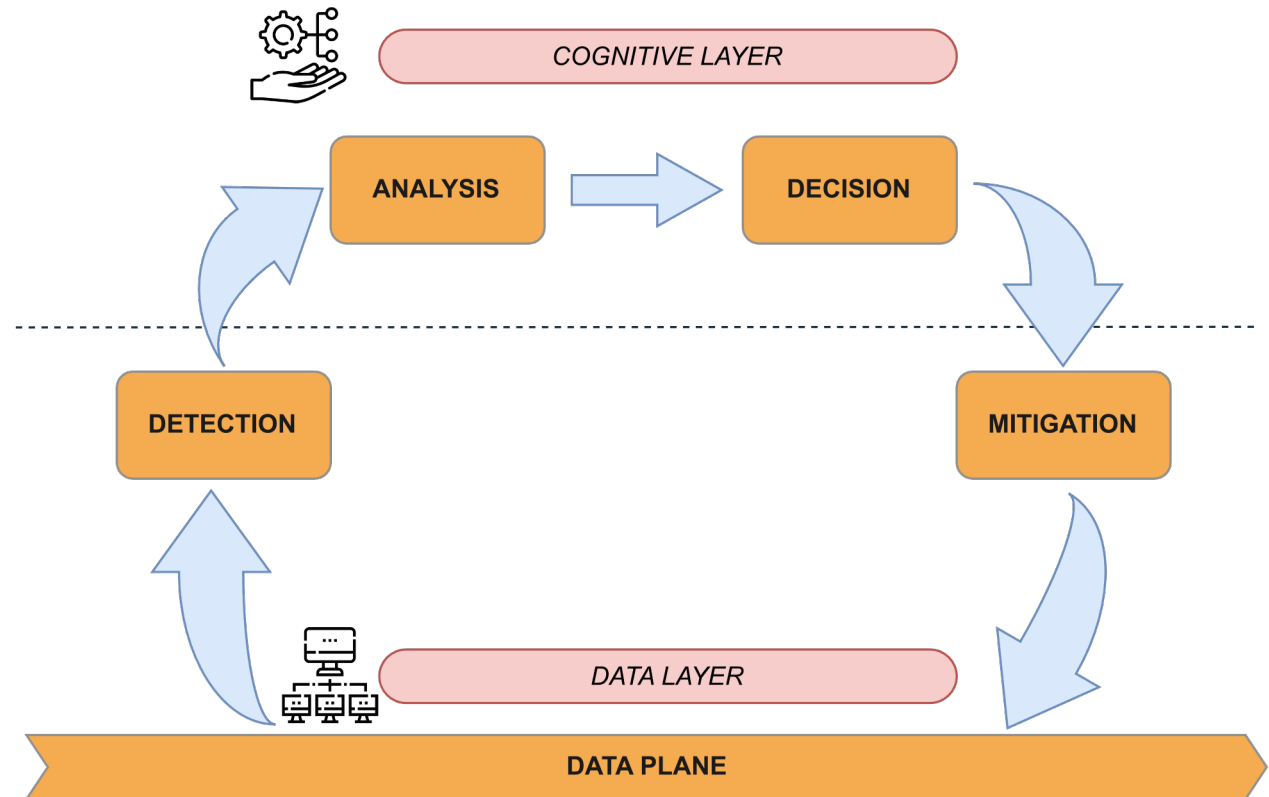 COGNITIVE LAYER
ANALYSIS
DECISION
DETECTION
MITIGATION
DATA LAYER
DATA PLANE